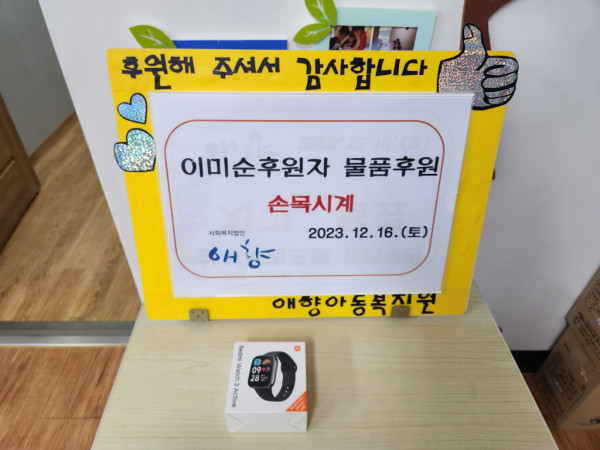 후원해 주셔서 감사합니다
이미순후원자 물품후원
손목시계
사회복지법인
애향
2023.12.16.(토)
애향아동복지원
Redmi Watch 3 Active
09
28